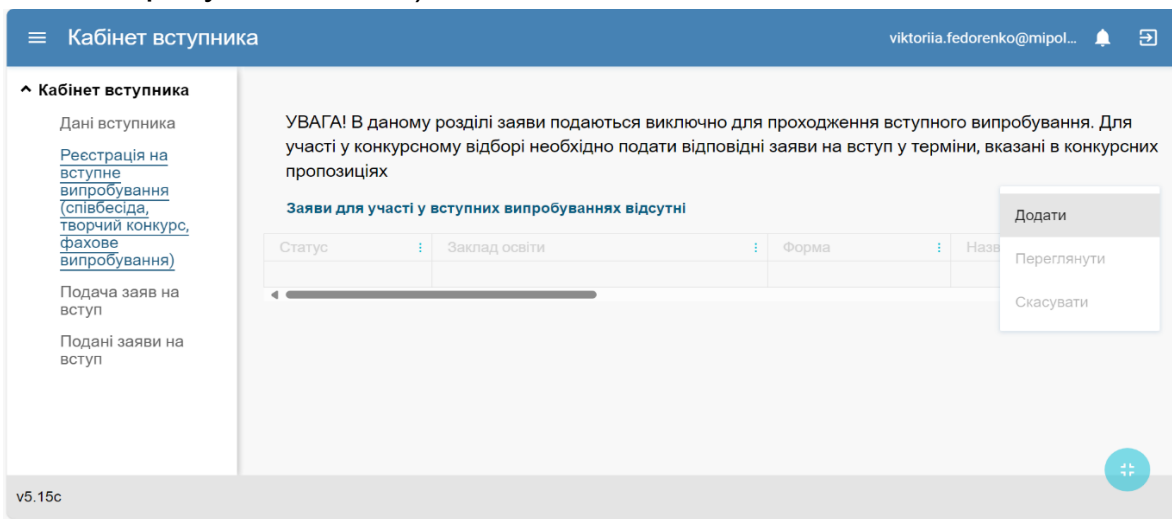 Кабінет вступника
viktoriia.fedorenko@mipol...
Кабінет вступника
Дані вступника
Реєстрація на
вступне
випробування
(співбесіда,
творчий конкурс,
фахове
випробування)
Подача заяв на
вступ
Подані заяви на
вступ
УВАГА! В даному розділі заяви подаються виключно для проходження вступного випробування. Для
участі у конкурсному відборі необхідно подати відповідні заяви на вступ у терміни, вказані в конкурсних
пропозиціях
Заяви для участі у вступних випробуваннях відсутні
Статус
Заклад освіти
Форма
Назв
Додати
Переглянути
Скасувати
v5.15c